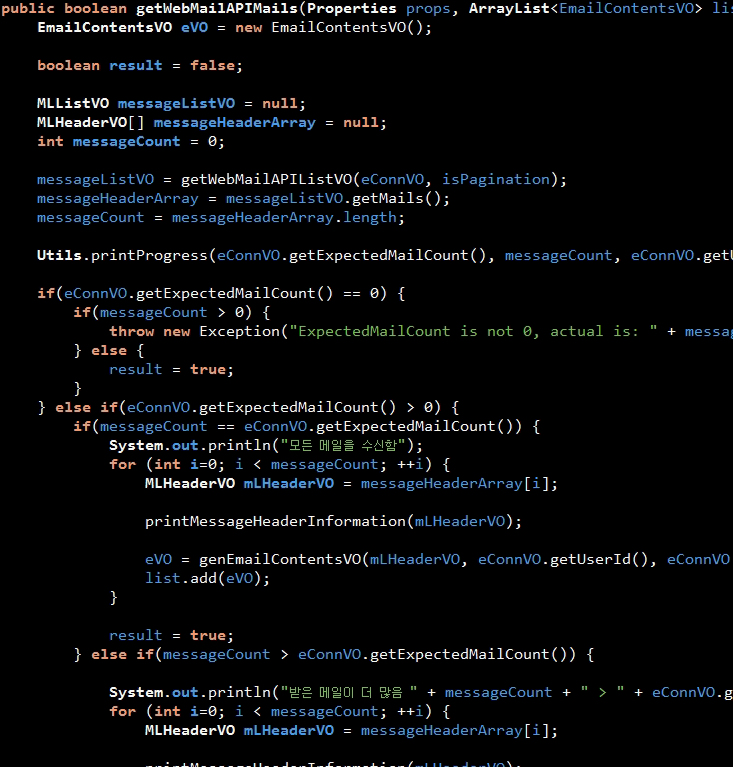 public boolean getWebMailAPIMails(Properties props, ArrayList<EmailContentsVO> lis
EmailContentsVO eVO = new EmailContentsVO();
boolean result = false;
MLListVO messageListVO = null;
MLHeaderVO[] messageHeaderArray = null;
int messageCount = 0;
messageListVO = getWebMailAPIListVO(eConnVO, isPagination);
messageHeaderArray = messageListVO.getMails();
messageCount = messageHeaderArray.length;
Utils.printProgress(eConnVO.getExpectedMailCount(), messageCount, eConnVO.getU
if(eConnVO.getExpectedMailCount() == 0) {
if(messageCount > 0) {
throw new Exception("ExpectedMailCount is not 0, actual is: " + messag
} else {
result = true;
}
} else if(eConnVO.getExpectedMailCount() > 0) {
if(messageCount == eConnVO.getExpectedMailCount()) {
System.out.println("모든 메일을 수신함");
for (int i=0; i < messageCount; ++i) {
MLHeaderVO mLHeaderVO = messageHeaderArray[i];
printMessageHeaderInformation(mLHeaderVO);
eVO = genEmailContentsVO(mLHeaderVO, eConnVO.getUserId(), eConnVO
list.add(eVO);
}
result = true;
} else if(messageCount > eConnVO.getExpectedMailCount()) {
System.out.println("받은 메일이 더 많음 " + messageCount + " > " + eConnVO.g
for (int i=0; i < messageCount; ++i) {
MLHeaderVO mLHeaderVO = messageHeaderArray[i];
printMessageHeaderInformation(mLHeaderVO);